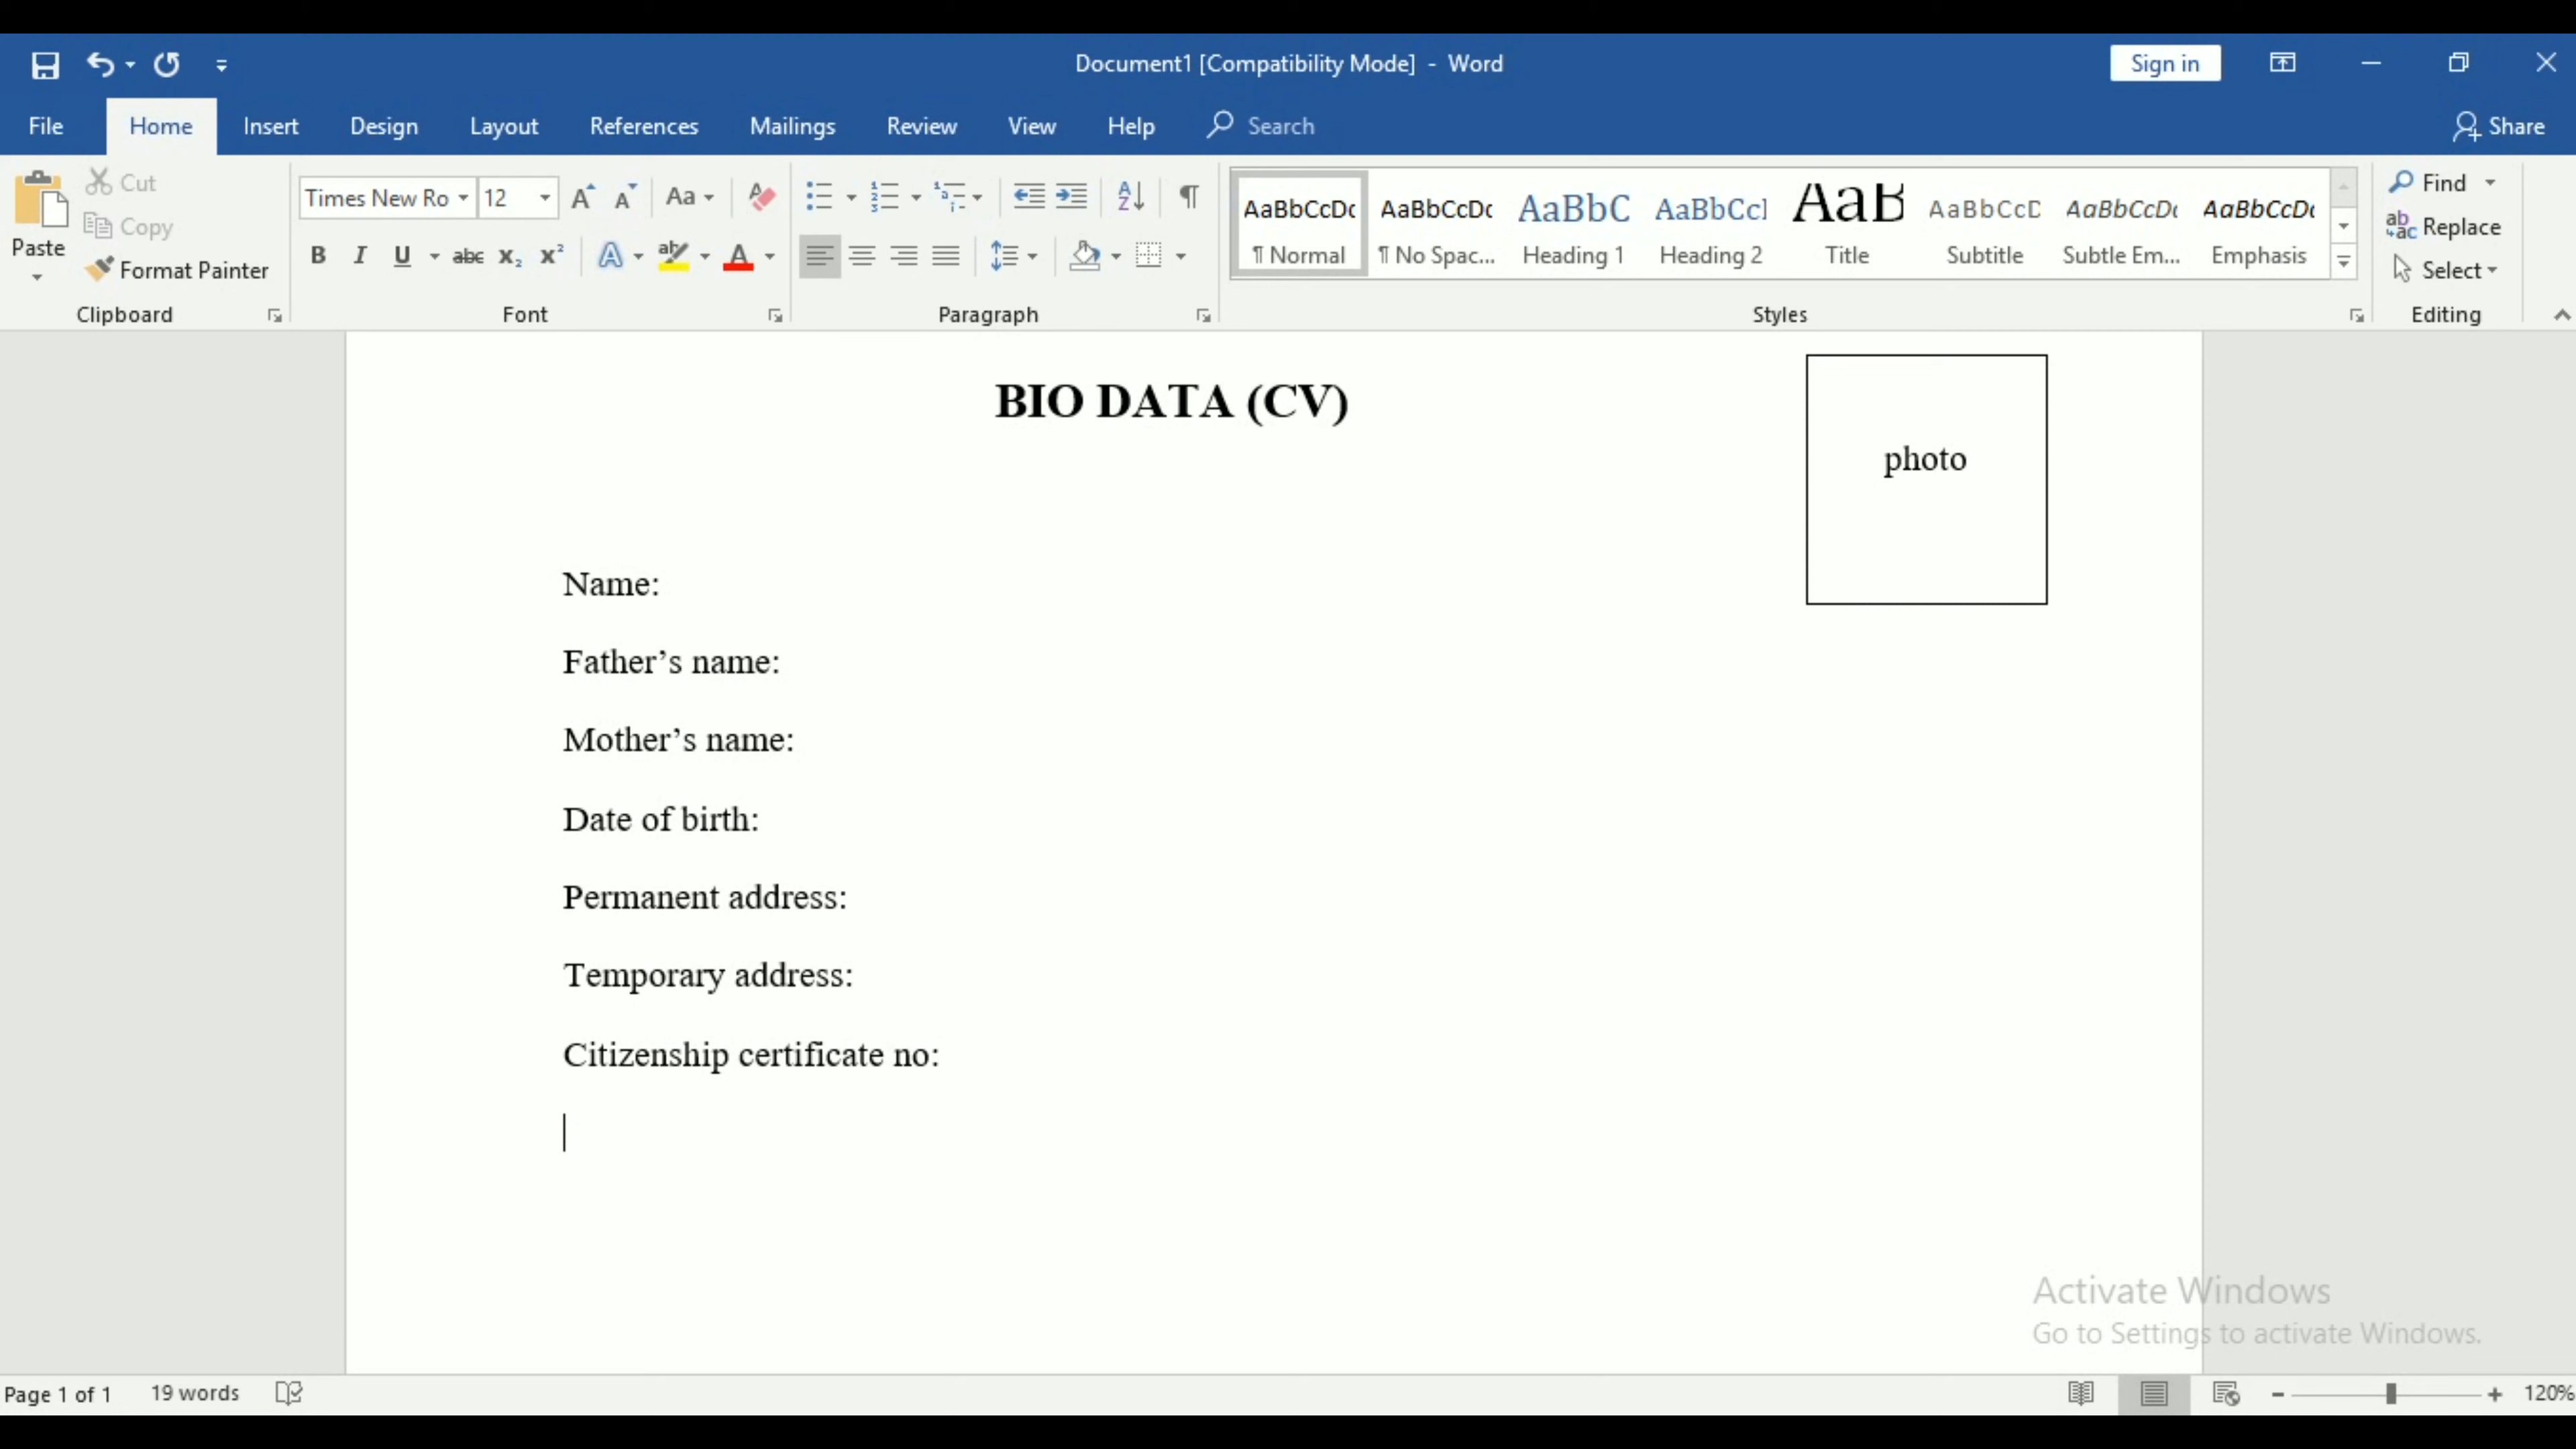 Document1 [Compatibility Mode] - Word
Sign in
File Home Insert Design Layout References Mailings Review View Help Search Share
Paste
Cut
Copy
Format Painter
Clipboard
Times New Ro 12
Font
Paragraph
AaBbCcDc AaBbCcDc AaBbC AaBbCcl AaB AaBbCcD AaBbCcDc AaBbCcDc
¶ Normal ¶ No Spac... Heading 1 Heading 2 Title Subtitle Subtle Em... Emphasis
Styles
Find
Replace
Select
Editing
BIO DATA (CV)
photo
Name:
Father’s name:
Mother’s name:
Date of birth:
Permanent address:
Temporary address:
Citizenship certificate no:
Activate Windows
Go to Settings to activate Windows.
Page 1 of 1 19 words 120%